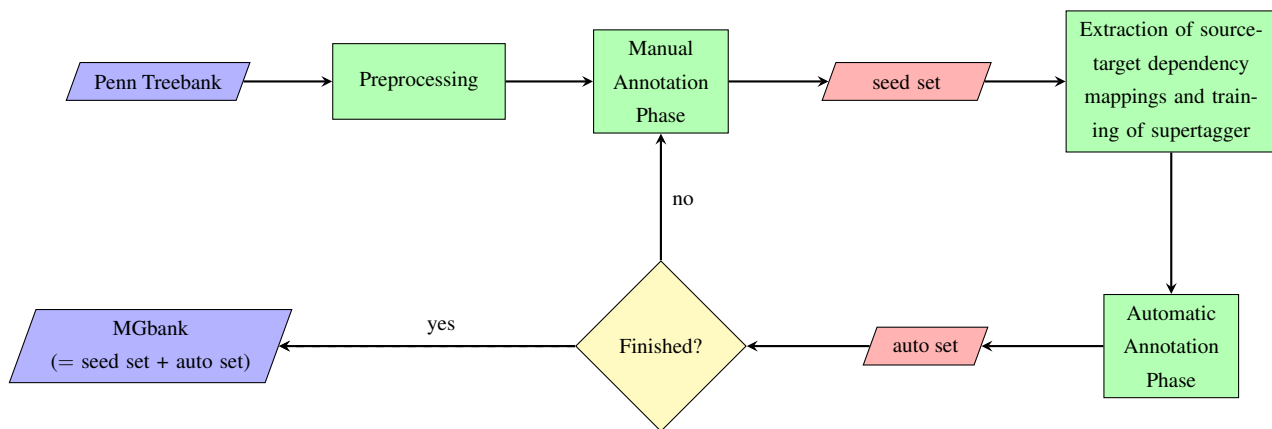 Penn Treebank
Preprocessing
Manual
Annotation
Phase
seed set
Extraction of source-
target dependency
mappings and train-
ing of supertagger
no
MGbank
(= seed set + auto set)
yes
Finished?
auto set
Automatic
Annotation
Phase